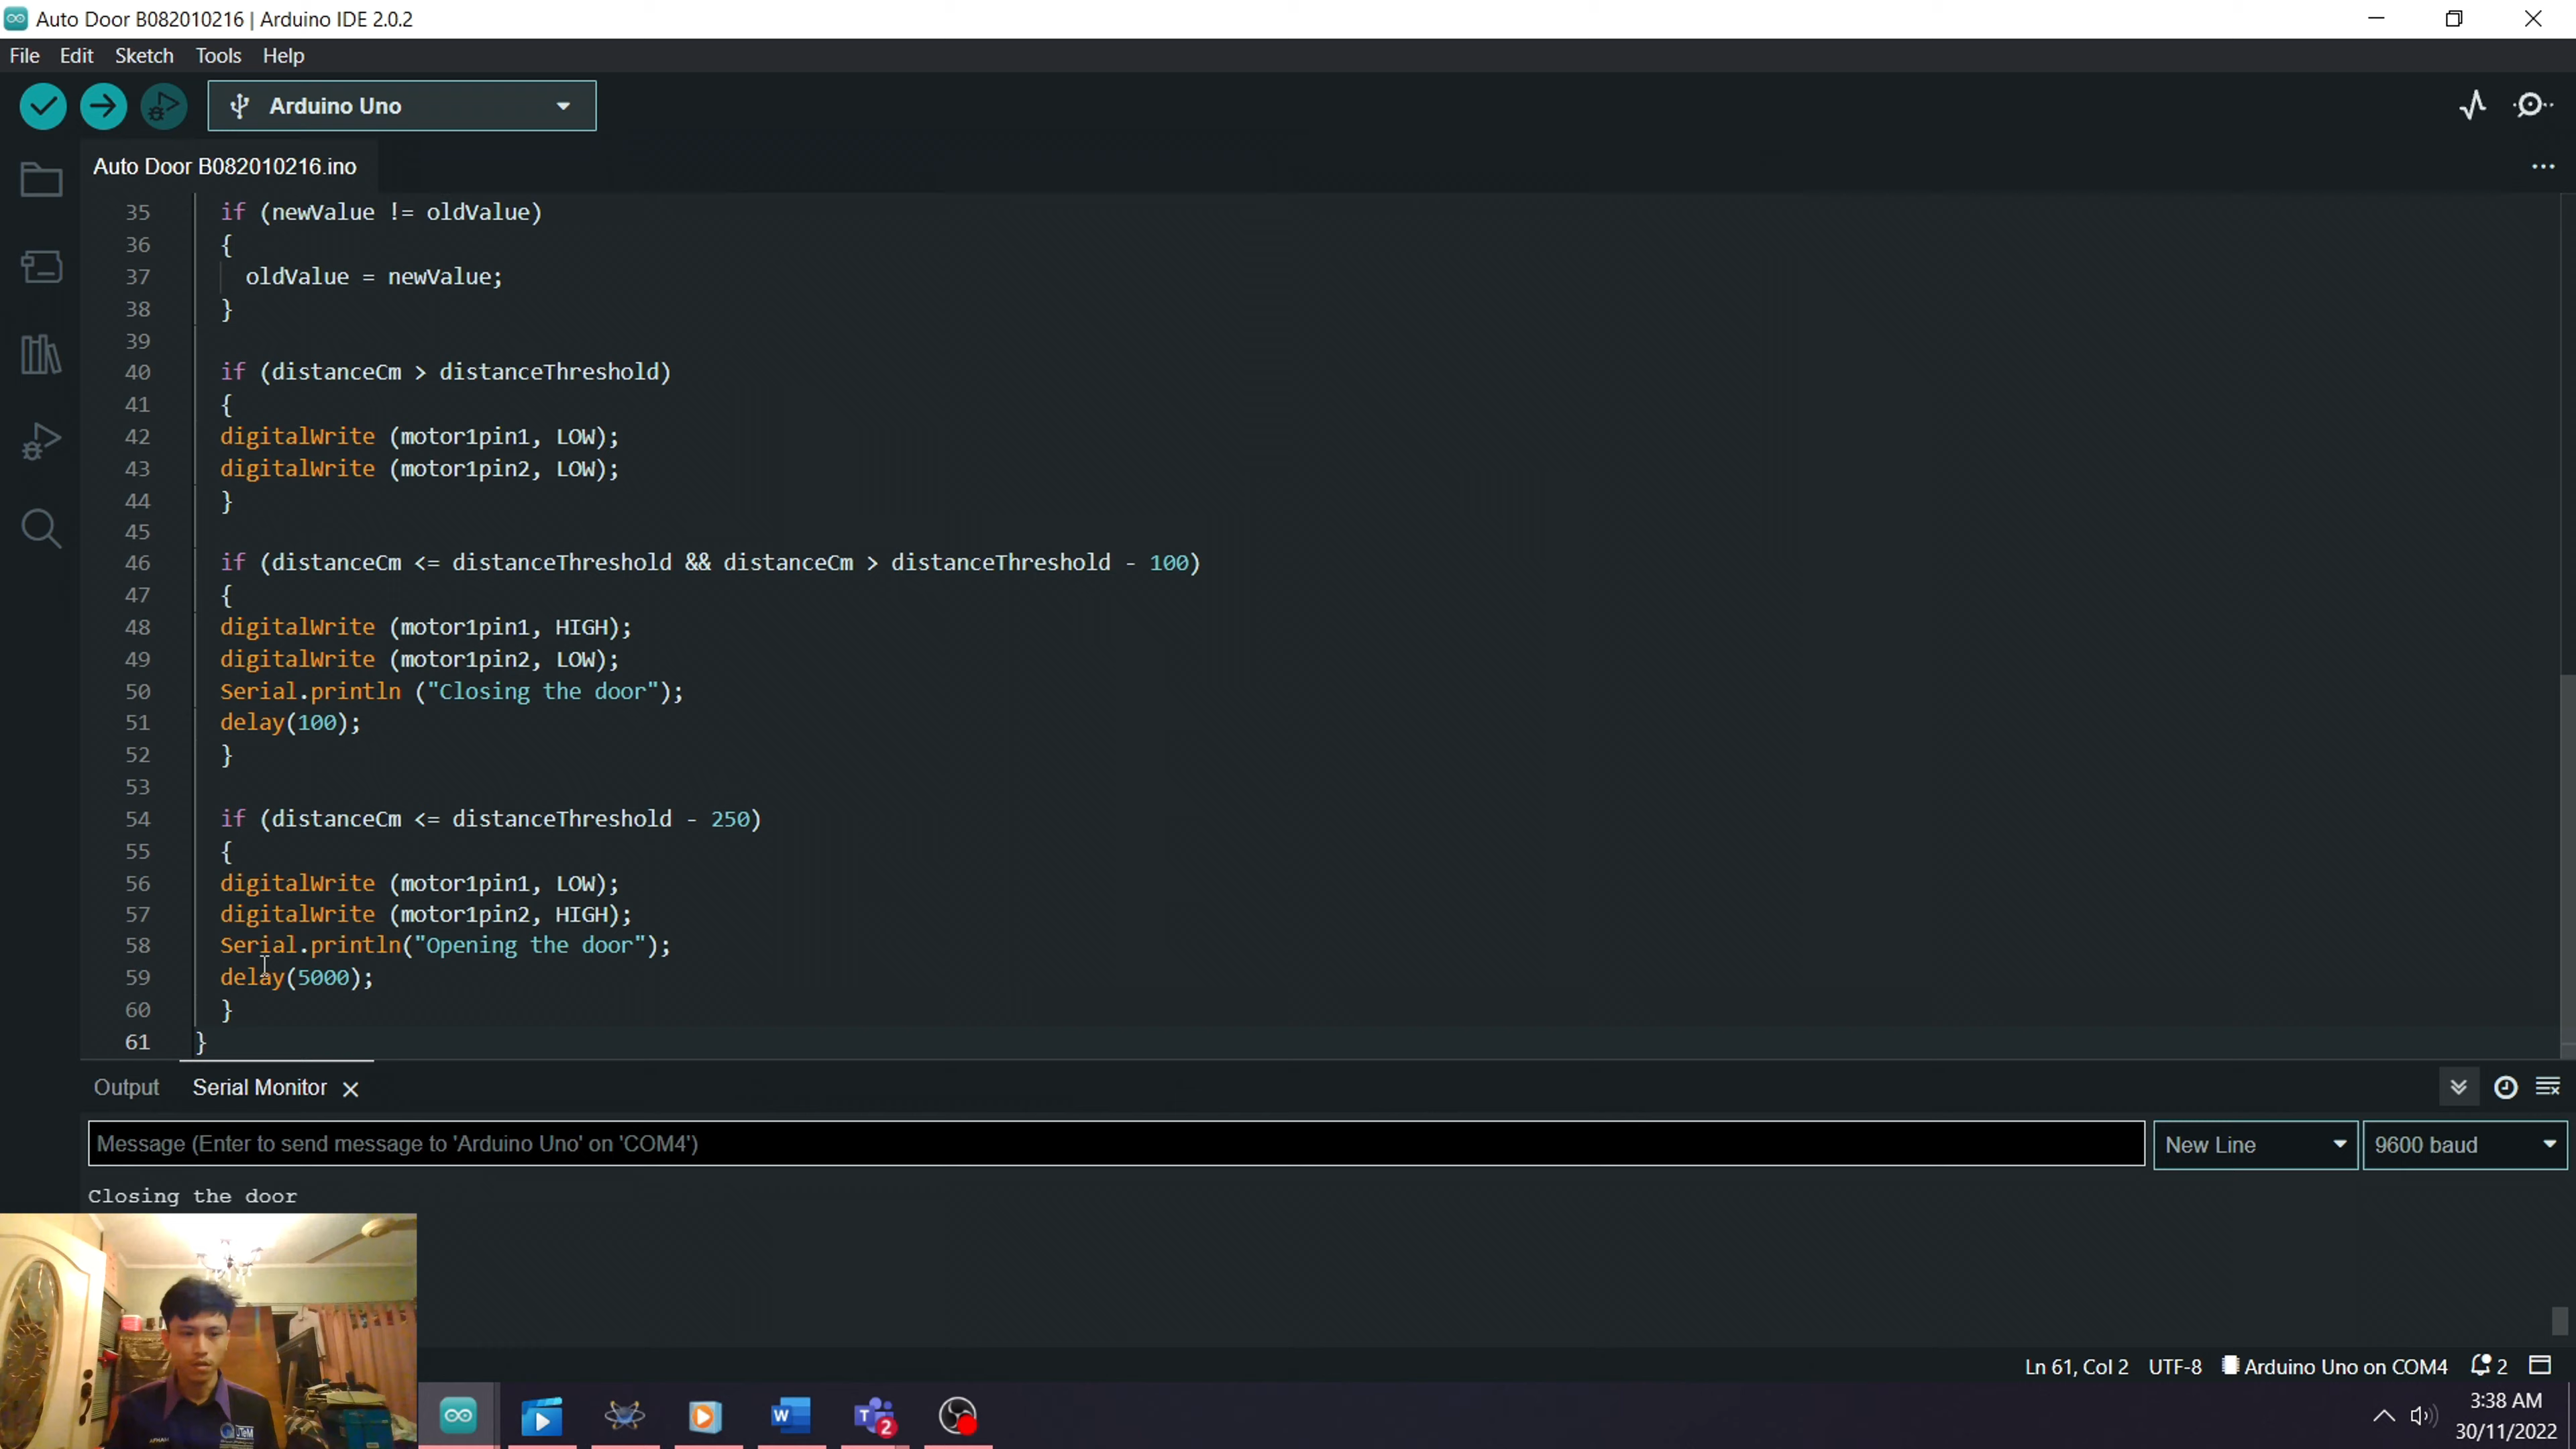 Auto Door B082010216 | Arduino IDE 2.0.2
File Edit Sketch Tools Help
Arduino Uno
Auto Door B082010216.ino
35 if (newValue != oldValue)
36 {
37 oldValue = newValue;
38 }
39
40 if (distanceCm > distanceThreshold)
41 {
42 digitalWrite (motor1pin1, LOW);
43 digitalWrite (motor1pin2, LOW);
44 }
45
46 if (distanceCm <= distanceThreshold && distanceCm > distanceThreshold - 100)
47 {
48 digitalWrite (motor1pin1, HIGH);
49 digitalWrite (motor1pin2, LOW);
50 Serial.println ("Closing the door");
51 delay(100);
52 }
53
54 if (distanceCm <= distanceThreshold - 250)
55 {
56 digitalWrite (motor1pin1, LOW);
57 digitalWrite (motor1pin2, HIGH);
58 Serial.println("Opening the door");
59 delay(5000);
60 }
61 }
Output Serial Monitor
Message (Enter to send message to 'Arduino Uno' on 'COM4')
New Line 9600 baud
Closing the door
UTeM
Ln 61, Col 2 UTF-8 Arduino Uno on COM4 2
W T 2
3:38 AM
30/11/2022